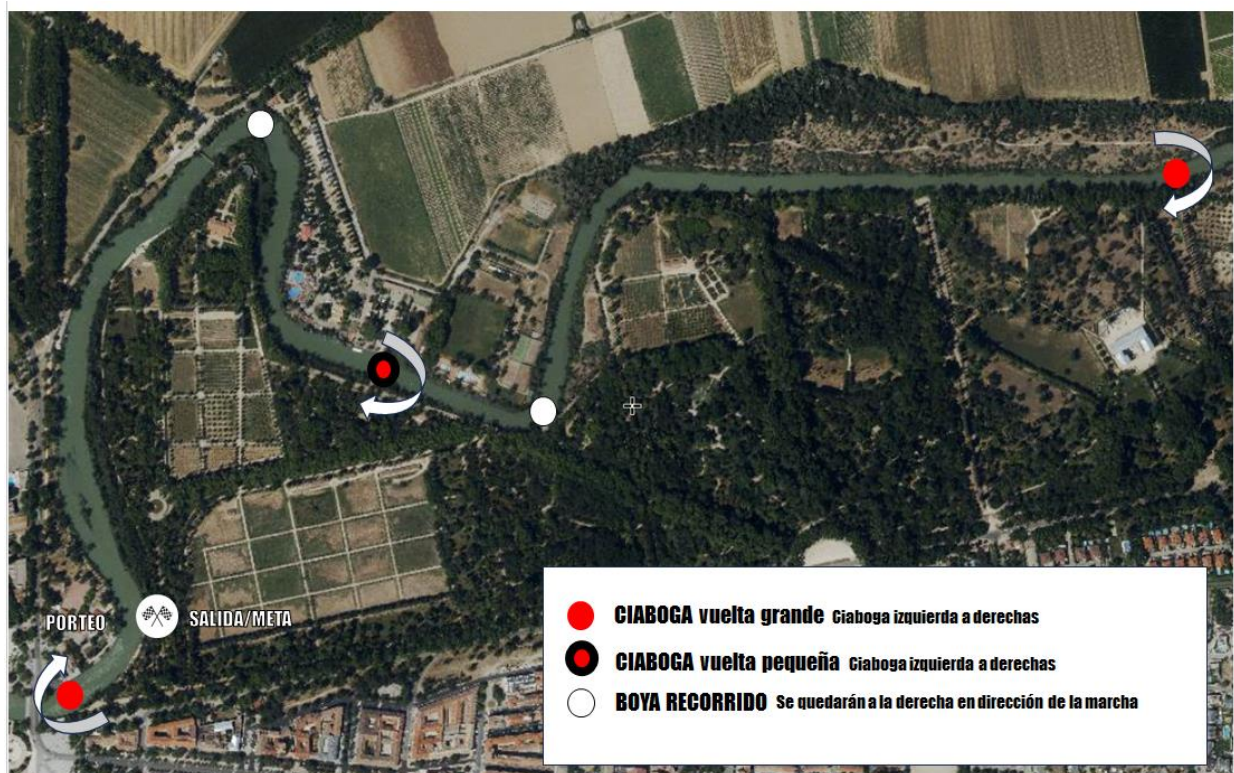 PORTEO
SALIDA/META
CIABOGA vuelta grande Ciaboga izquierda a derechas
CIABOGA vuelta pequeña Ciaboga izquierda a derechas
BOYA RECORRIDO Se quedarán a la derecha en dirección de la marcha